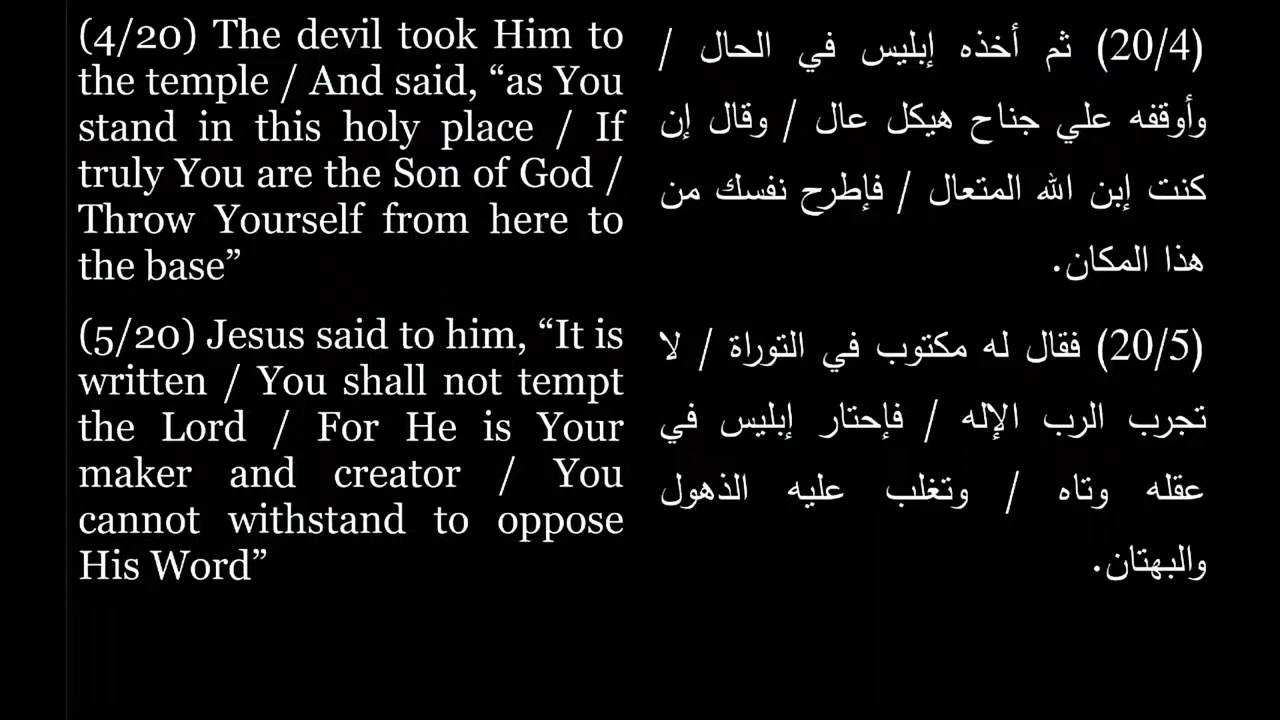 (4/20) The devil took Him to
the temple / And said, “as You
stand in this holy place / If
truly You are the Son of God /
Throw Yourself from here to
the base”
(5/20) Jesus said to him, “It is
written / You shall not tempt
the Lord / For He is Your
maker and creator / You
cannot withstand to oppose
His Word”
(20/4) ثم أخذه إبليس في الحال /
وأوقفه علي جناح هيكل عال / وقال إن
كنت إبن الله المتعال / فإطرح نفسك من
هذا المكان.
(20/5) فقال له مكتوب في التوراة / لا
تجرب الرب الإله / فإحتار إبليس في
عقله وتاه / وتغلب عليه الذهول
والبهتان.